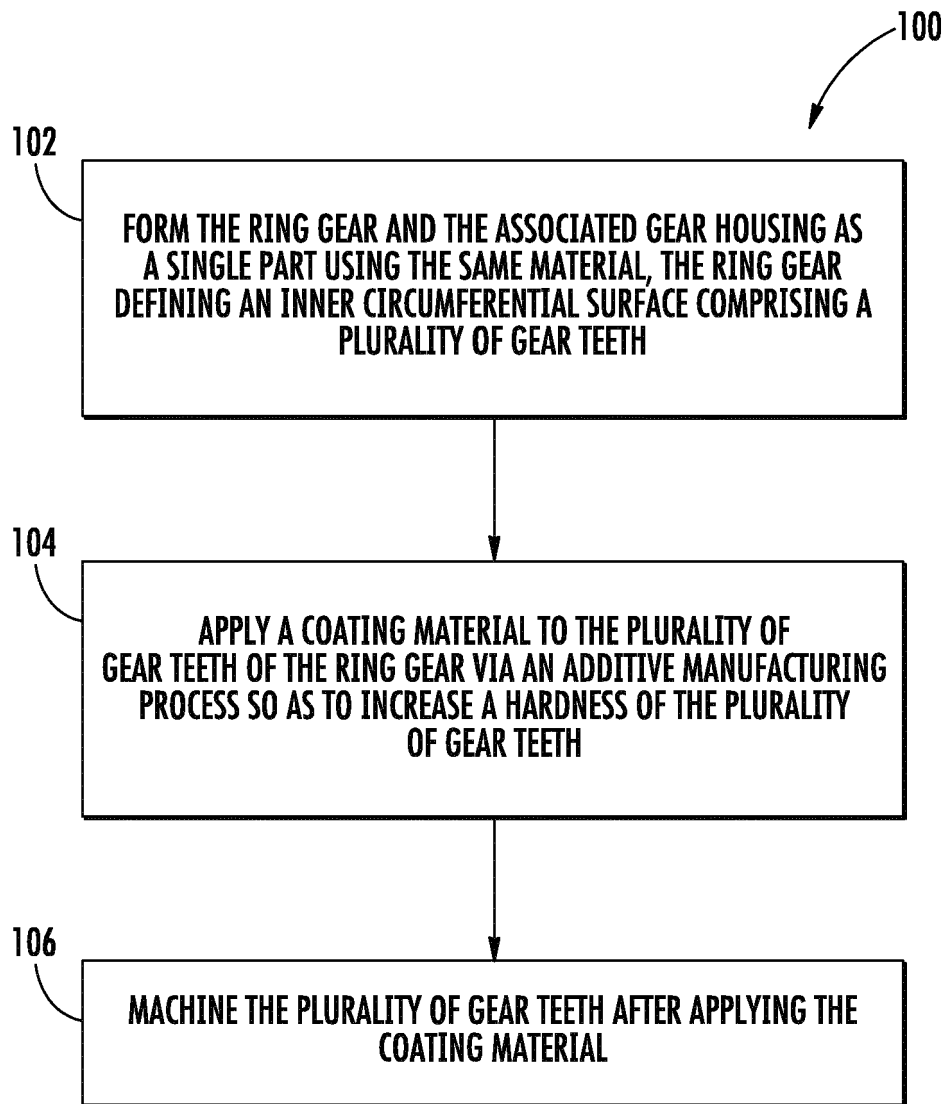 100
102
FORM THE RING GEAR AND THE ASSOCIATED GEAR HOUSING AS
A SINGLE PART USING THE SAME MATERIAL, THE RING GEAR
DEFINING AN INNER CIRCUMFERENTIAL SURFACE COMPRISING A
PLURALITY OF GEAR TEETH
104
APPLY A COATING MATERIAL TO THE PLURALITY OF
GEAR TEETH OF THE RING GEAR VIA AN ADDITIVE MANUFACTURING
PROCESS SO AS TO INCREASE A HARDNESS OF THE PLURALITY
OF GEAR TEETH
106
MACHINE THE PLURALITY OF GEAR TEETH AFTER APPLYING THE
COATING MATERIAL